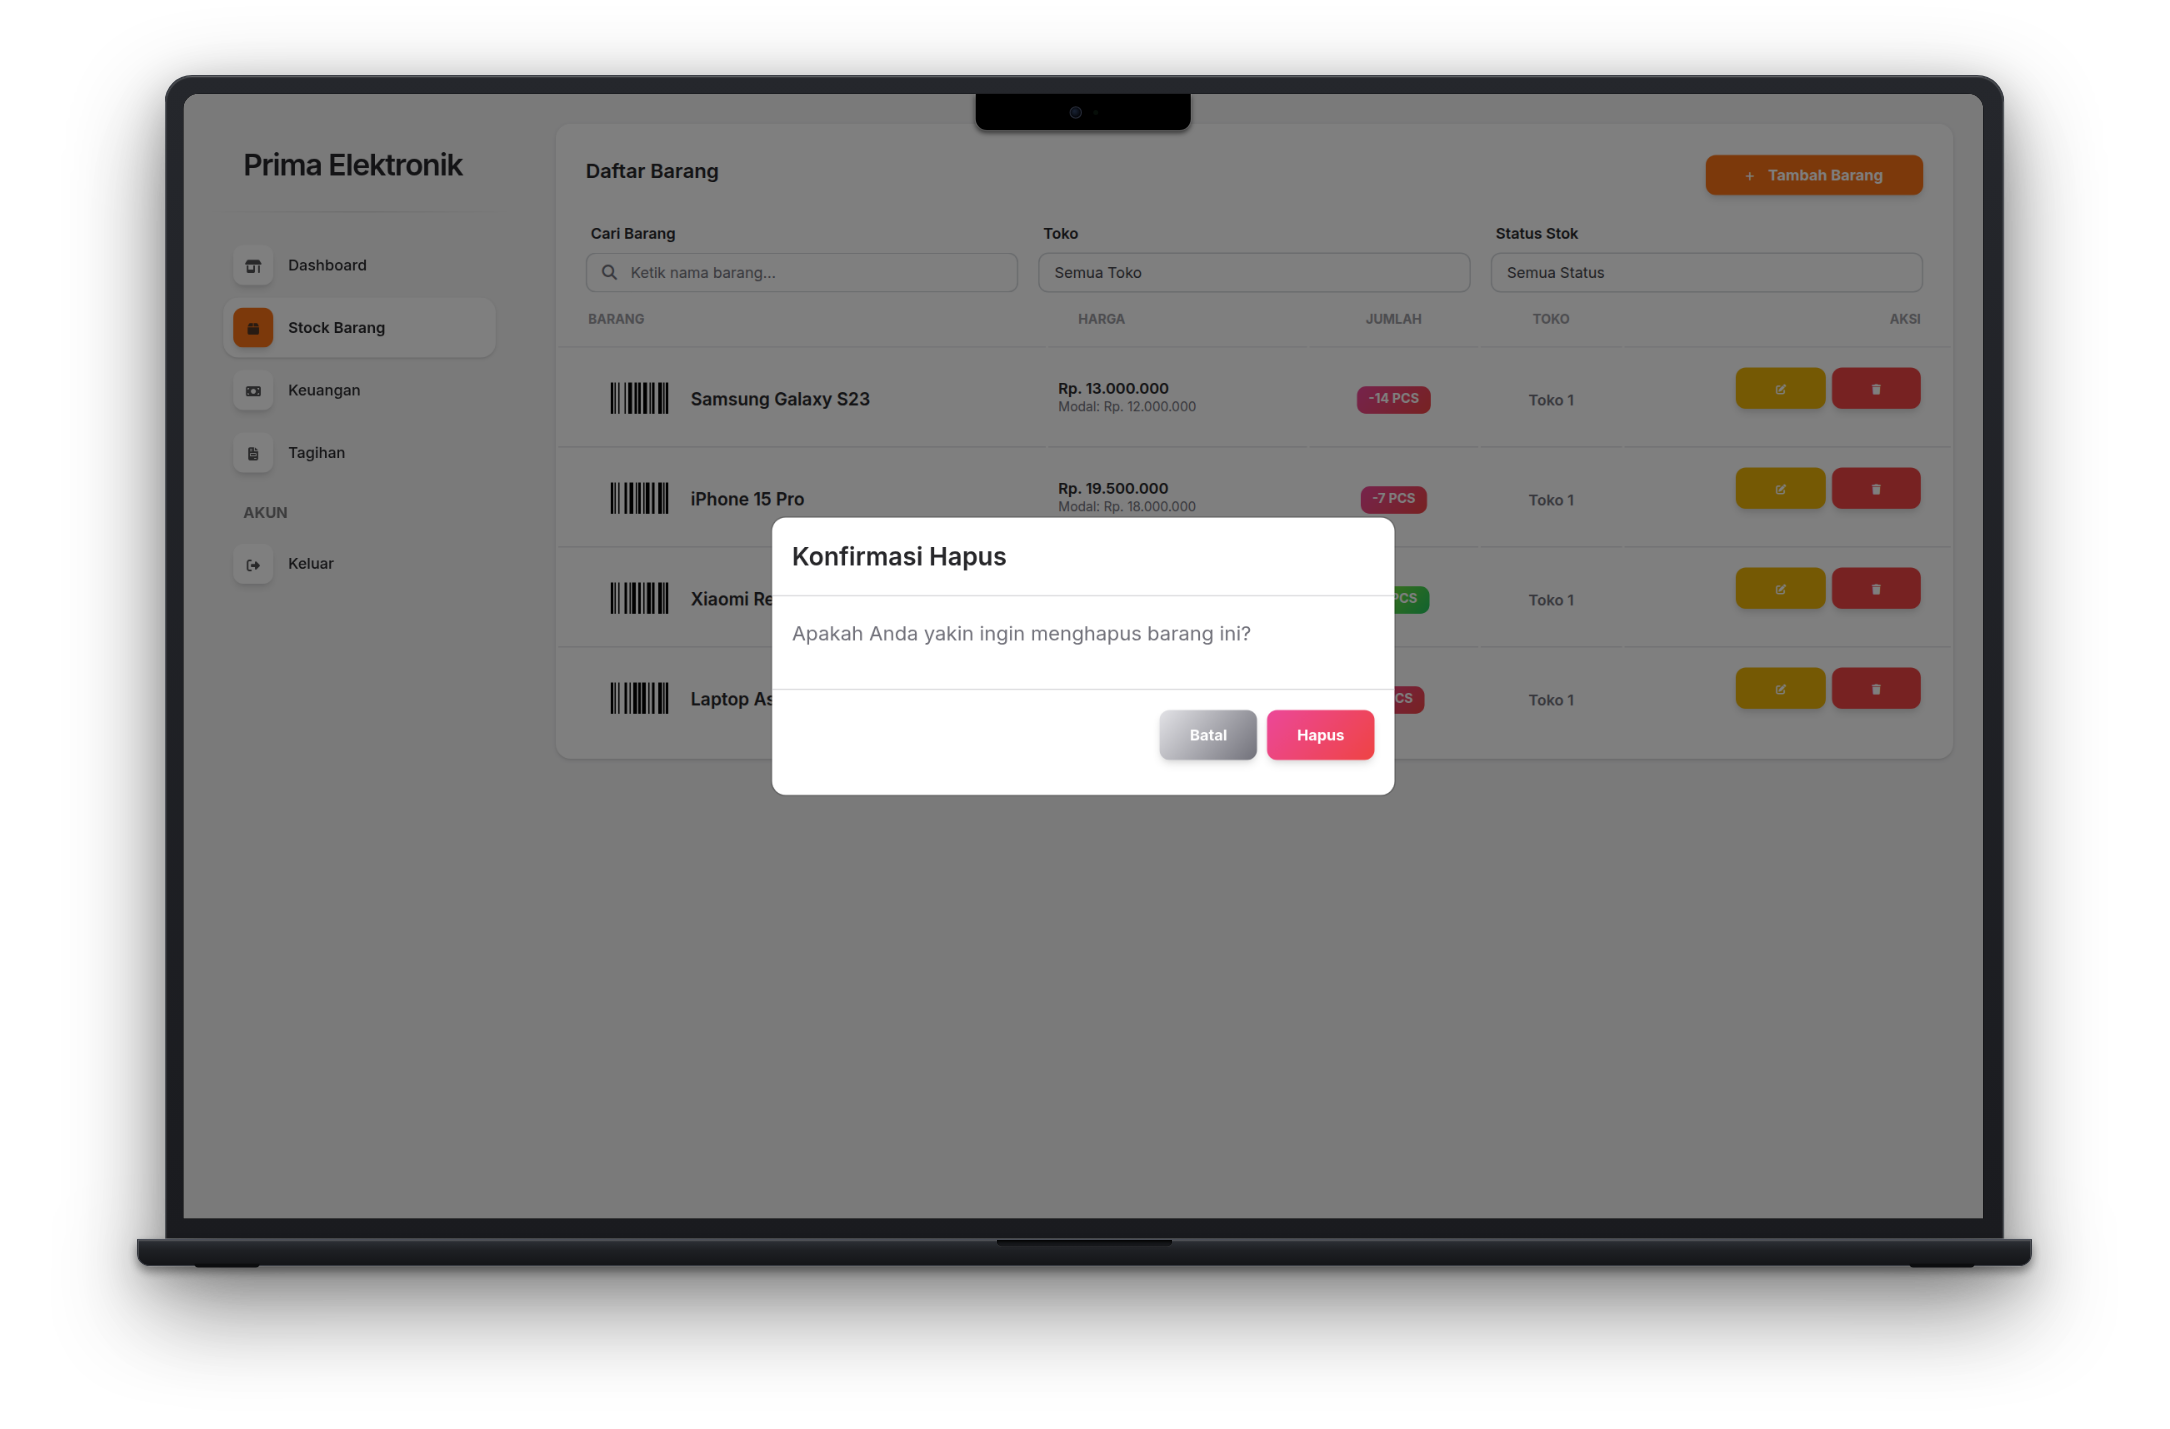 Prima Elektronik
Dashboard
Stock Barang
Keuangan
Tagihan
AKUN
Keluar
Daftar Barang
+ Tambah Barang
Cari Barang
Toko
Status Stok
Ketik nama barang...
Semua Toko
Semua Status
BARANG HARGA JUMLAH TOKO AKSI
Samsung Galaxy S23
Rp. 13.000.000
Modal: Rp. 12.000.000
-14 PCS
Toko 1
iPhone 15 Pro
Rp. 19.500.000
Modal: Rp. 18.000.000
-7 PCS
Toko 1
Xiaomi
Toko 1
Laptop
Toko 1
Konfirmasi Hapus
Apakah Anda yakin ingin menghapus barang ini?
Batal
Hapus